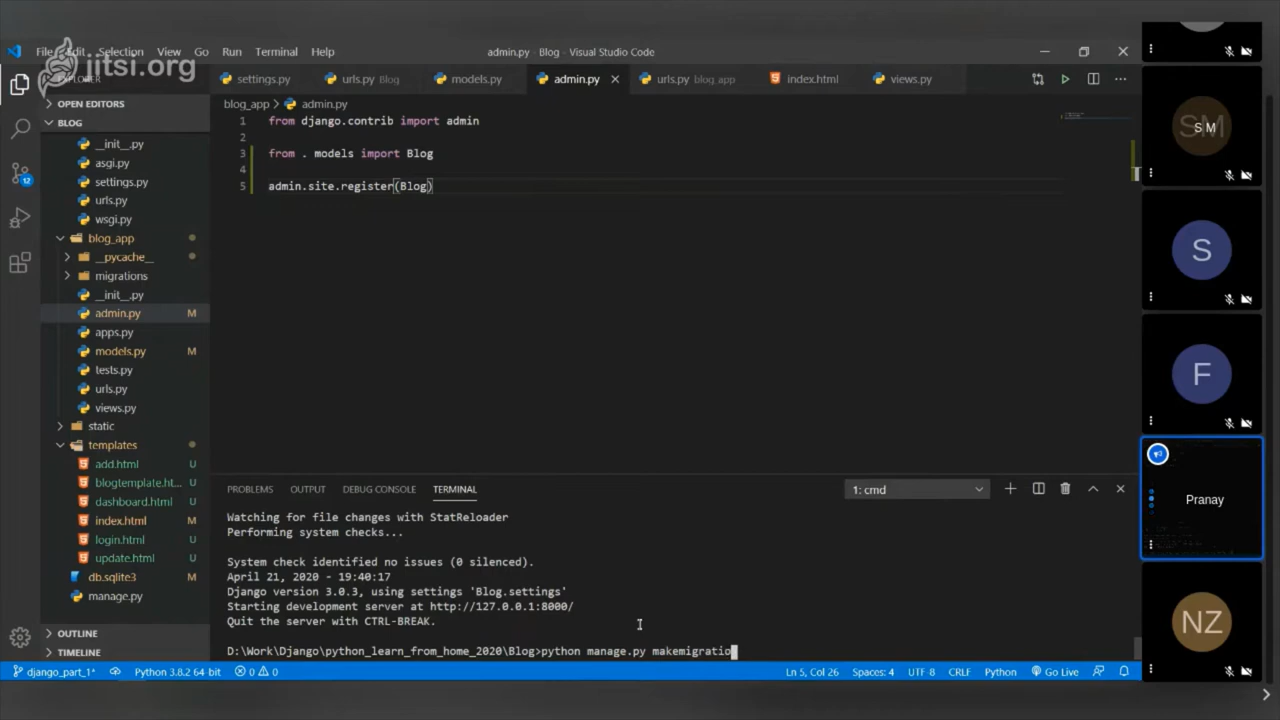 File Edit Selection View Go Run Terminal Help
admin.py - Blog - Visual Studio Code
jitsi.org
EXPLORER
settings.py
urls.py Blog
models.py
admin.py
urls.py blog_app
index.html
views.py
OPEN EDITORS
BLOG
__init__.py
asgi.py
settings.py
urls.py
wsgi.py
blog_app
__pycache__
migrations
__init__.py
admin.py M
apps.py
models.py M
tests.py
urls.py
views.py
static
templates
add.html U
blogtemplate.ht... U
dashboard.html U
index.html M
login.html U
update.html U
db.sqlite3 M
manage.py
OUTLINE
TIMELINE
12
blog_app > admin.py
1 from django.contrib import admin
2
3 from . models import Blog
4
5 admin.site.register(Blog)
PROBLEMS OUTPUT DEBUG CONSOLE TERMINAL
1: cmd
Watching for file changes with StatReloader
Performing system checks...
System check identified no issues (0 silenced).
April 21, 2020 - 19:40:17
Django version 3.0.3, using settings 'Blog.settings'
Starting development server at http://127.0.0.1:8000/
Quit the server with CTRL-BREAK.
D:\Work\Django\python_learn_from_home_2020\Blog>python manage.py makemigratio
django_part_1* Python 3.8.2 64-bit 0 0 Ln 5, Col 26 Spaces: 4 UTF-8 CRLF Python Go Live
SM
S M
S
F
Pranay
NZ